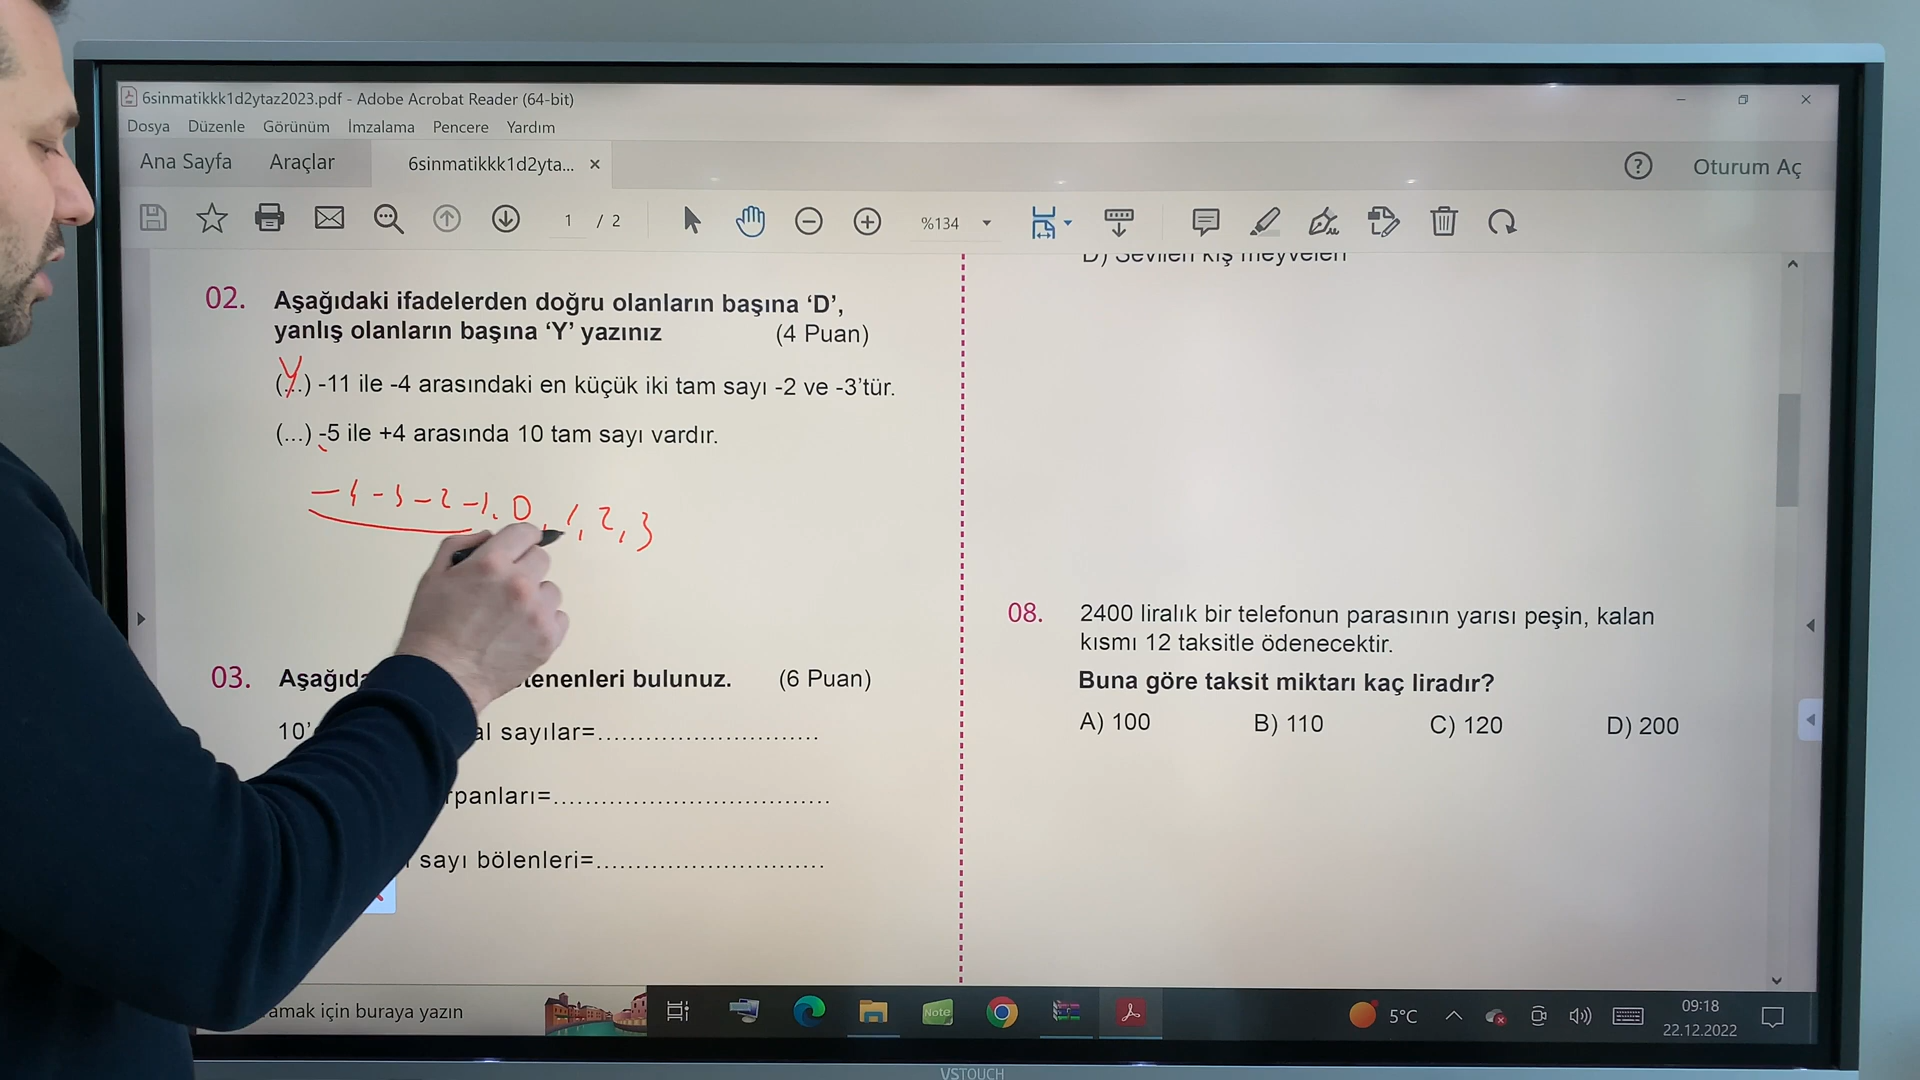 6sinmatikkk1d2ytaz2023.pdf - Adobe Acrobat Reader (64-bit)
Dosya Düzenle Görünüm İmzalama Pencere Yardım
Ana Sayfa Araçlar 6sinmatikkk1d2yta... ×
? Oturum Aç
1 / 2 %134
02. Aşağıdaki ifadelerden doğru olanların başına ‘D’,
yanlış olanların başına ‘Y’ yazınız (4 Puan)
(...) -11 ile -4 arasındaki en küçük iki tam sayı -2 ve -3’tür.
Y
(...) -5 ile +4 arasında 10 tam sayı vardır.
-4 -3 -2 -1, 0, 1, 2, 3
03. istenenleri bulunuz. (6 Puan)
10’ sayılar=...........................
..................................
sayı bölenleri=............................
D) Sevilen kış meyveleri
08. 2400 liralık bir telefonun parasının yarısı peşin, kalan
kısmı 12 taksitle ödenecektir.
Buna göre taksit miktarı kaç liradır?
A) 100 B) 110 C) 120 D) 200
için buraya yazın
Note
5°C
09:18
22.12.2022
VSTOUCH